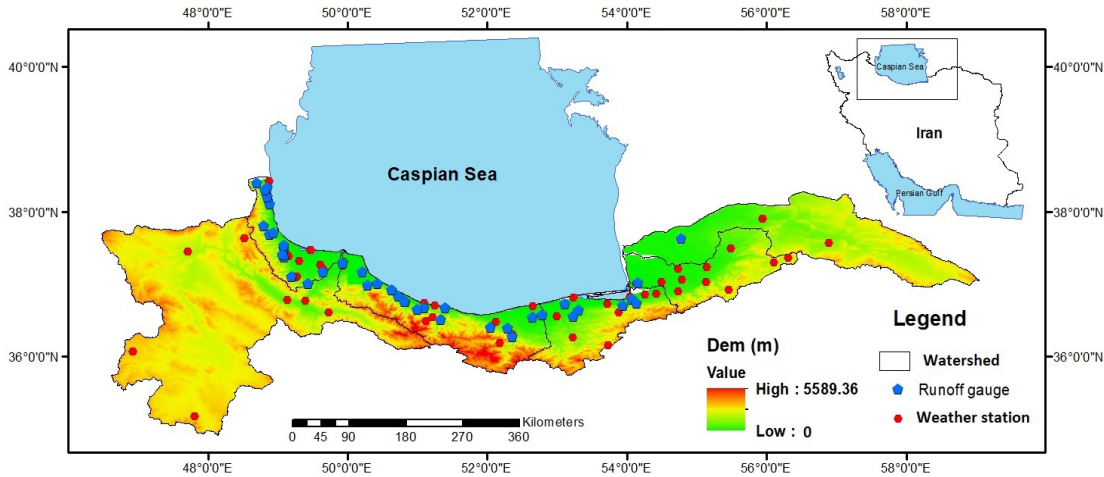 48°0'0"E 50°0'0"E 52°0'0"E 54°0'0"E 56°0'0"E 58°0'0"E
40°0'0"N
40°0'0"N
Caspian Sea
Iran
Persian Gulf
Caspian Sea
38°0'0"N
38°0'0"N
36°0'0"N
36°0'0"N
Legend
Watershed
Runoff gauge
Weather station
Dem (m)
Value
High : 5589.36
Low : 0
Kilometers
0 45 90 180 270 360
48°0'0"E 50°0'0"E 52°0'0"E 54°0'0"E 56°0'0"E 58°0'0"E